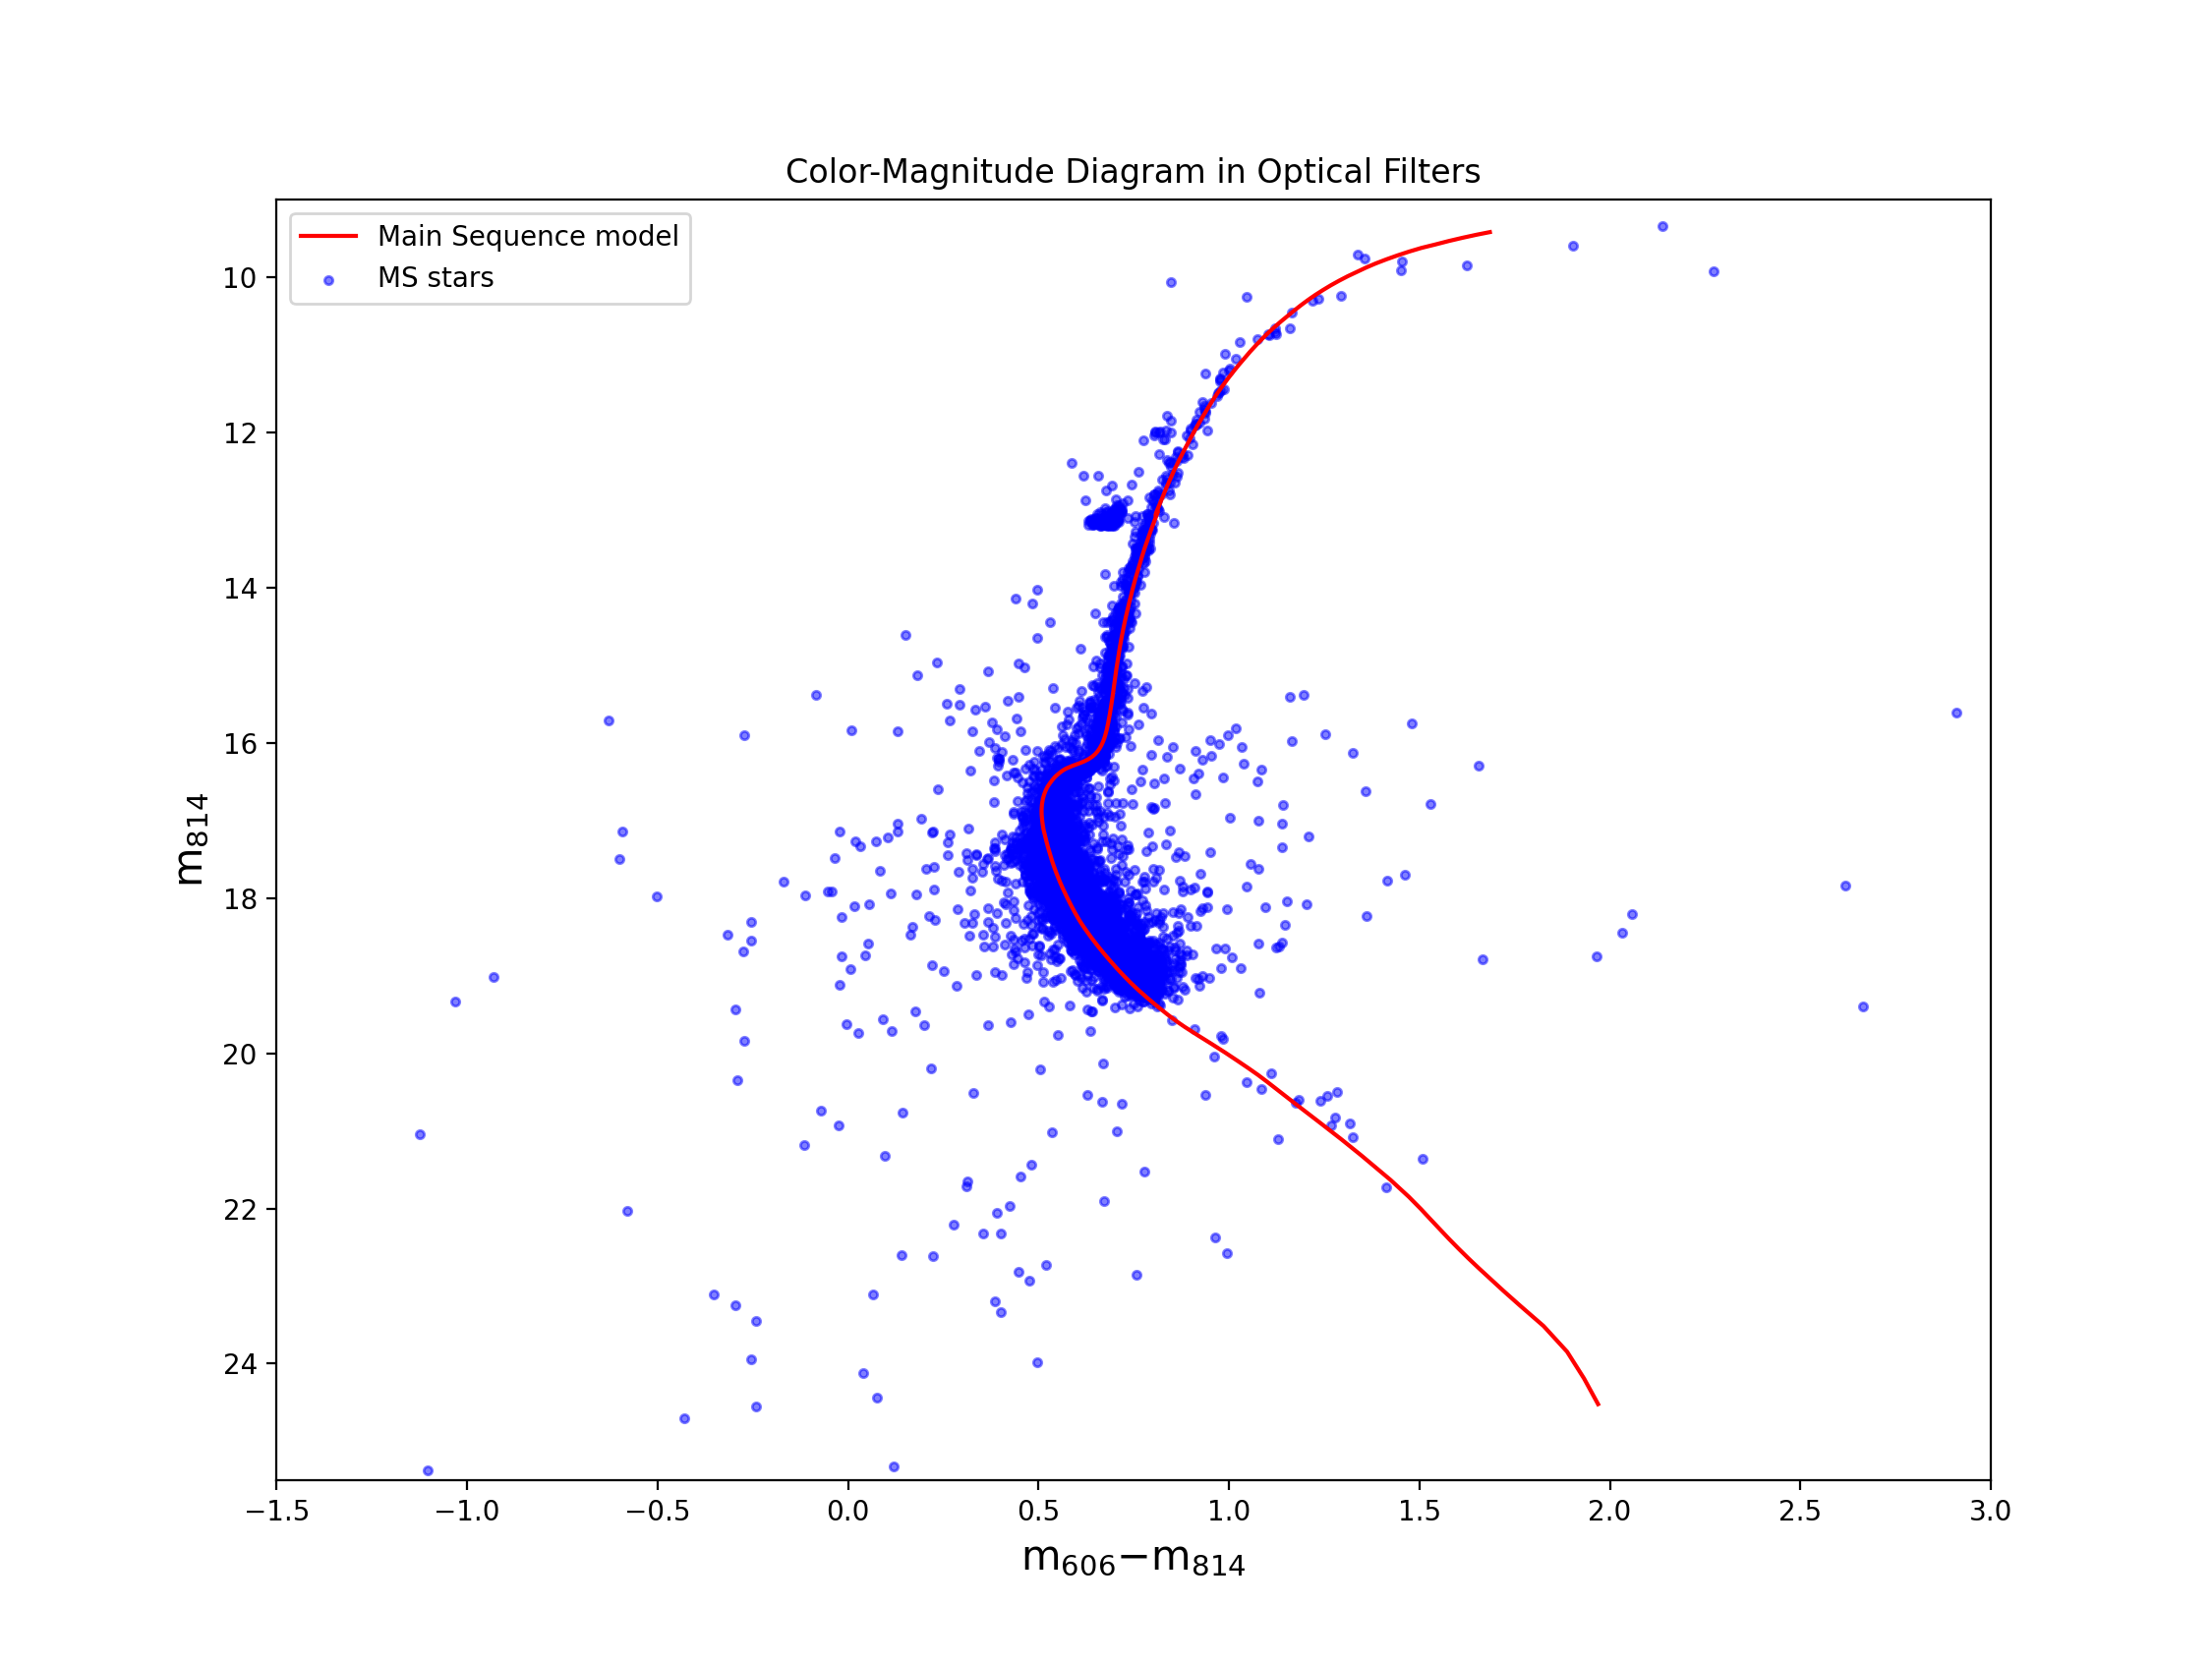 Color-Magnitude Diagram in Optical Filters
Main Sequence model
MS stars
10
12
14
16
18
20
22
24
m₈₁₄
−1.5 −1.0 −0.5 0.0 0.5 1.0 1.5 2.0 2.5 3.0
m₆₀₆−m₈₁₄